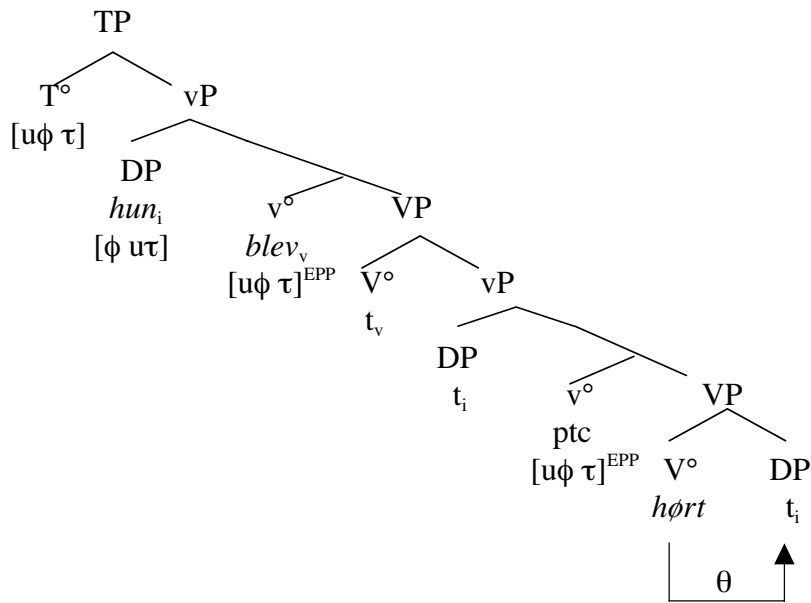 TP
T° vP
[uϕ τ]
DP
hunᵢ v° VP
[ϕ uτ] blevᵥ
[uϕ τ]ᴱᴾᴾ V° vP
tᵥ
DP
tᵢ v° VP
ptc
[uϕ τ]ᴱᴾᴾ V° DP
hørt tᵢ
θ